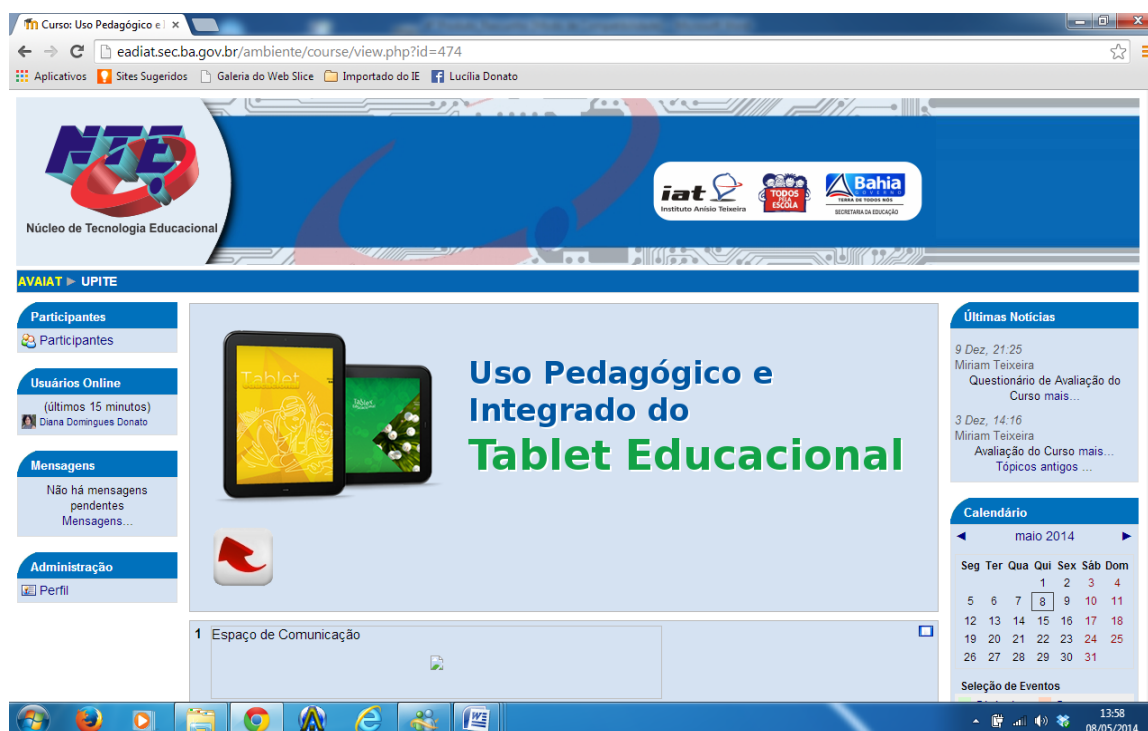 Curso: Uso Pedagógico e I
eadiat.sec.ba.gov.br/ambiente/course/view.php?id=474
Aplicativos Sites Sugeridos Galeria do Web Slice Importado do IE Lucília Donato
NTE
Núcleo de Tecnologia Educacional
iat
Instituto Anísio Teixeira
TODOS
PELA
ESCOLA
Bahia
GOVERNO
TERRA DE TODOS NÓS
SECRETARIA DA EDUCAÇÃO
AVAIAT ► UPITE
Participantes
Participantes
Usuários Online
(últimos 15 minutos)
Diana Domingues Donato
Mensagens
Não há mensagens
pendentes
Mensagens...
Administração
Perfil
Tablet
Tablet
Educacional
Uso Pedagógico e
Integrado do
Tablet Educacional
1 Espaço de Comunicação
Últimas Notícias
9 Dez, 21:25
Miriam Teixeira
Questionário de Avaliação do
Curso mais...
3 Dez, 14:16
Miriam Teixeira
Avaliação do Curso mais...
Tópicos antigos ...
Calendário
◄ maio 2014 ►
Seg Ter Qua Qui Sex Sáb Dom
1 2 3 4
5 6 7 8 9 10 11
12 13 14 15 16 17 18
19 20 21 22 23 24 25
26 27 28 29 30 31
Seleção de Eventos
13:58
08/05/2014